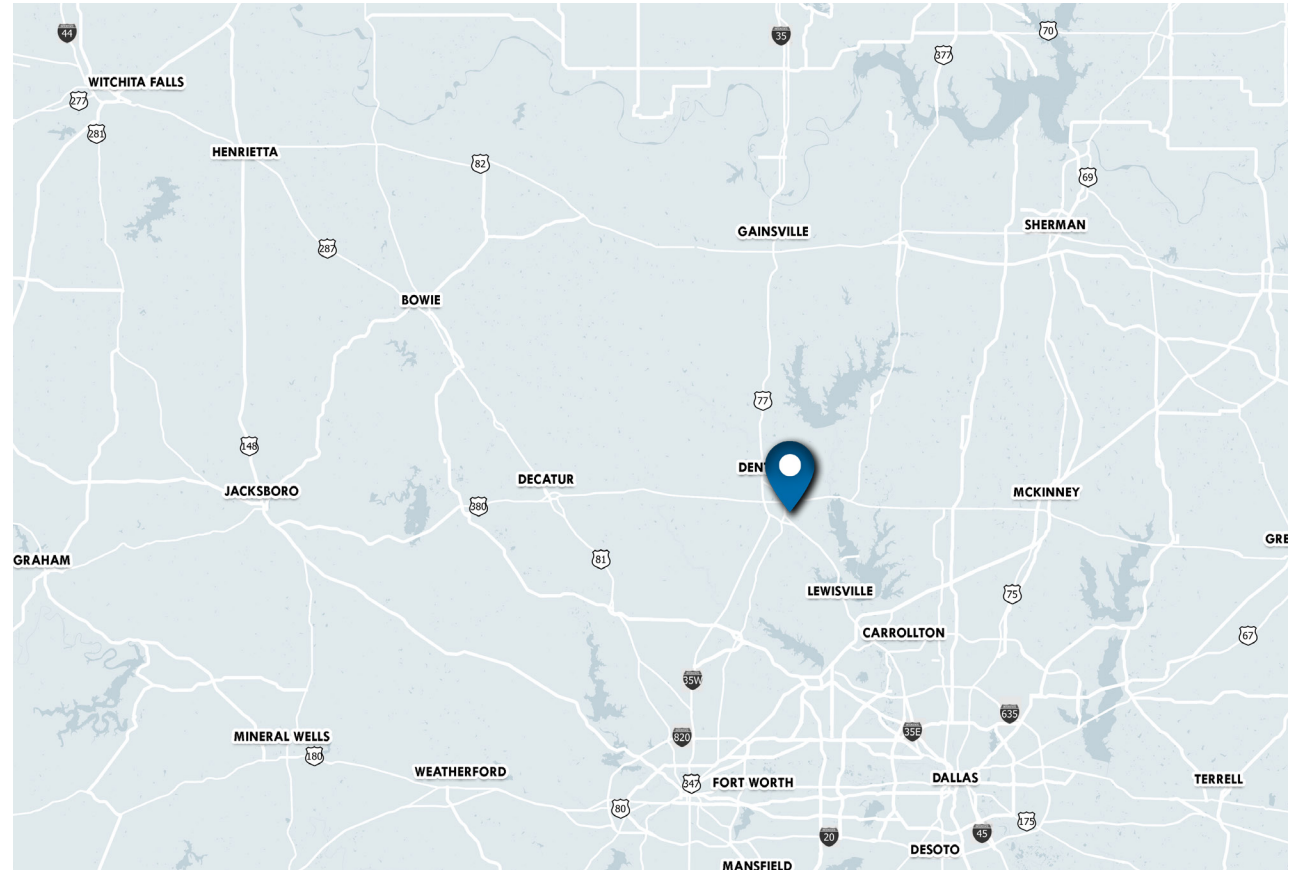 44
35
70
377
WITCHITA FALLS
277
281
HENRIETTA
82
69
GAINSVILLE
SHERMAN
287
BOWIE
77
148
DEN
DECATUR
JACKSBORO
MCKINNEY
380
GRE
GRAHAM
81
LEWISVILLE
75
CARROLLTON
67
35W
635
35E
820
MINERAL WELLS
180
WEATHERFORD
347
FORT WORTH
DALLAS
TERRELL
80
175
45
20
DESOTO
MANSFIELD